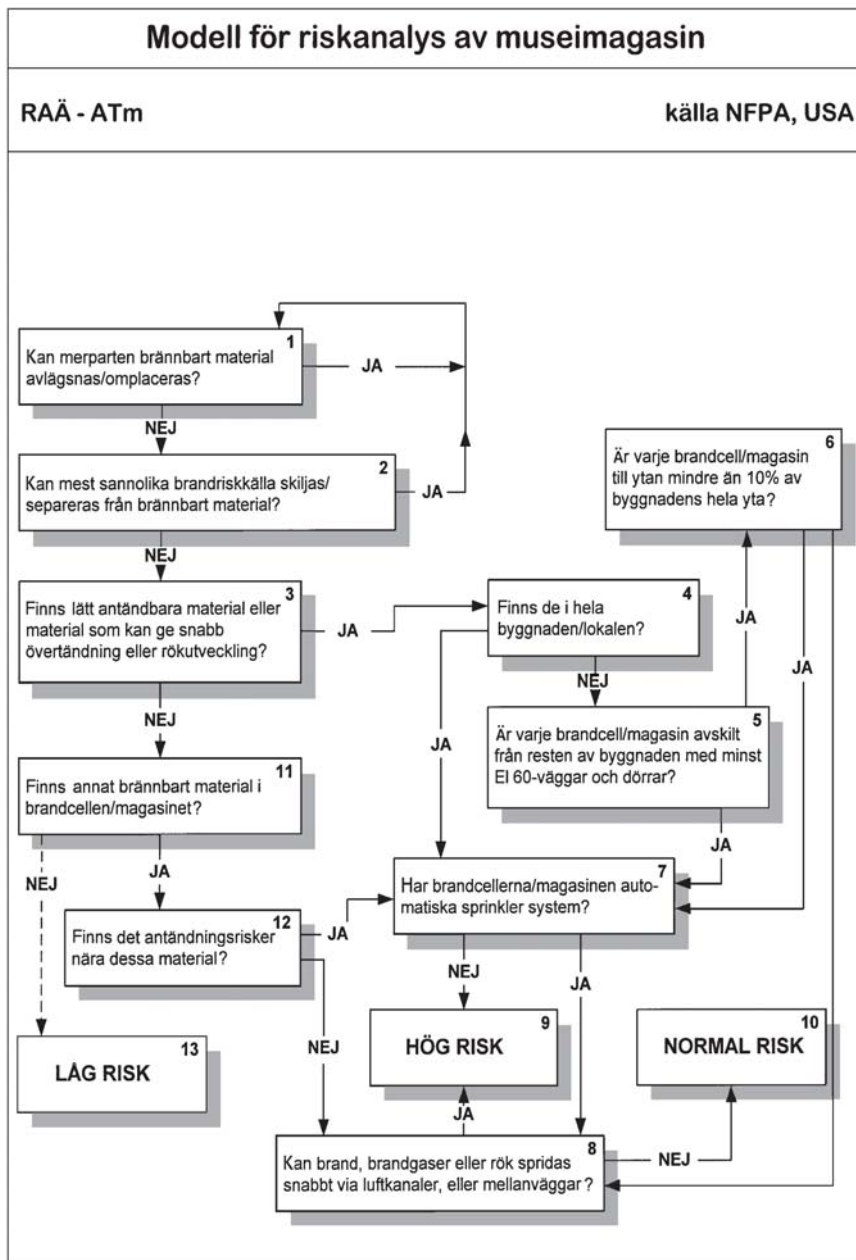 Modell för riskanalys av museimagasin
RAÄ - ATm
källa NFPA, USA
1
Kan merparten brännbart material
avlägsnas/omplaceras?
JA
NEJ
2
Kan mest sannolika brandriskkälla skiljas/
separeras från brännbart material?
JA
NEJ
3
Finns lätt antändbara material eller
material som kan ge snabb
övertändning eller rökutveckling?
JA
NEJ
4
Finns de i hela
byggnaden/lokalen?
NEJ
JA
5
Är varje brandcell/magasin avskilt
från resten av byggnaden med minst
EI 60-väggar och dörrar?
JA
JA
6
Är varje brandcell/magasin
till ytan mindre än 10% av
byggnadens hela yta?
JA
11
Finns annat brännbart material i
brandcellen/magasinet?
NEJ
JA
12
Finns det antändningsrisker
nära dessa material?
JA
NEJ
7
Har brandcellerna/magasinen auto-
matiska sprinkler system?
NEJ
JA
13
LÅG RISK
9
HÖG RISK
10
NORMAL RISK
JA
8
Kan brand, brandgaser eller rök spridas
snabbt via luftkanaler, eller mellanväggar ?
NEJ